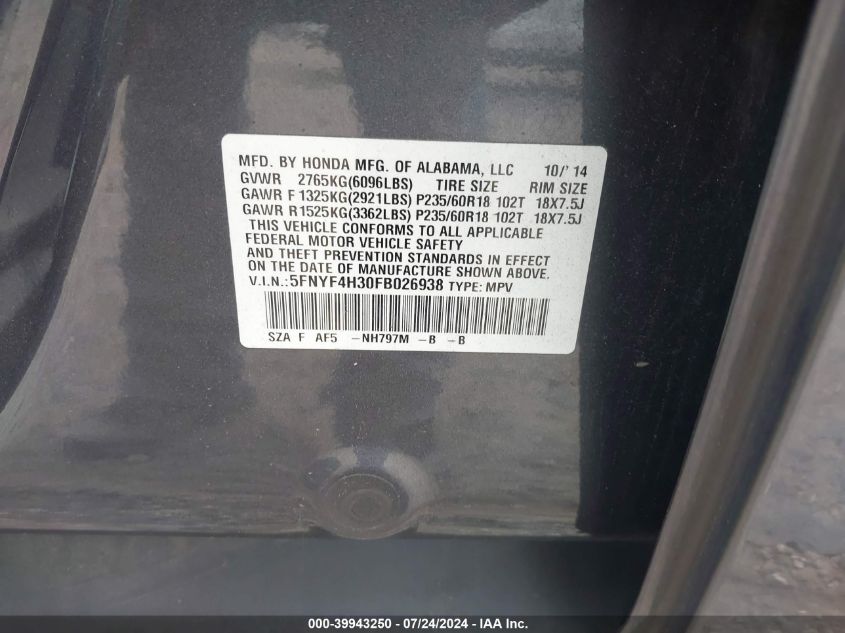 MFD. BY HONDA MFG. OF ALABAMA, LLC 10/'14
GVWR 2765KG(6096LBS) TIRE SIZE RIM SIZE
GAWR F1325KG(2921LBS) P235/60R18 102T 18X7.5J
GAWR R1525KG(3362LBS) P235/60R18 102T 18X7.5J
THIS VEHICLE CONFORMS TO ALL APPLICABLE
FEDERAL MOTOR VEHICLE SAFETY
AND THEFT PREVENTION STANDARDS IN EFFECT
ON THE DATE OF MANUFACTURE SHOWN ABOVE.
V.I.N.:5FNYF4H30FB026938 TYPE: MPV
SZA F AF5 -NH797M -B -B
000-39943250 / 07/24/2024 - IAA Inc.